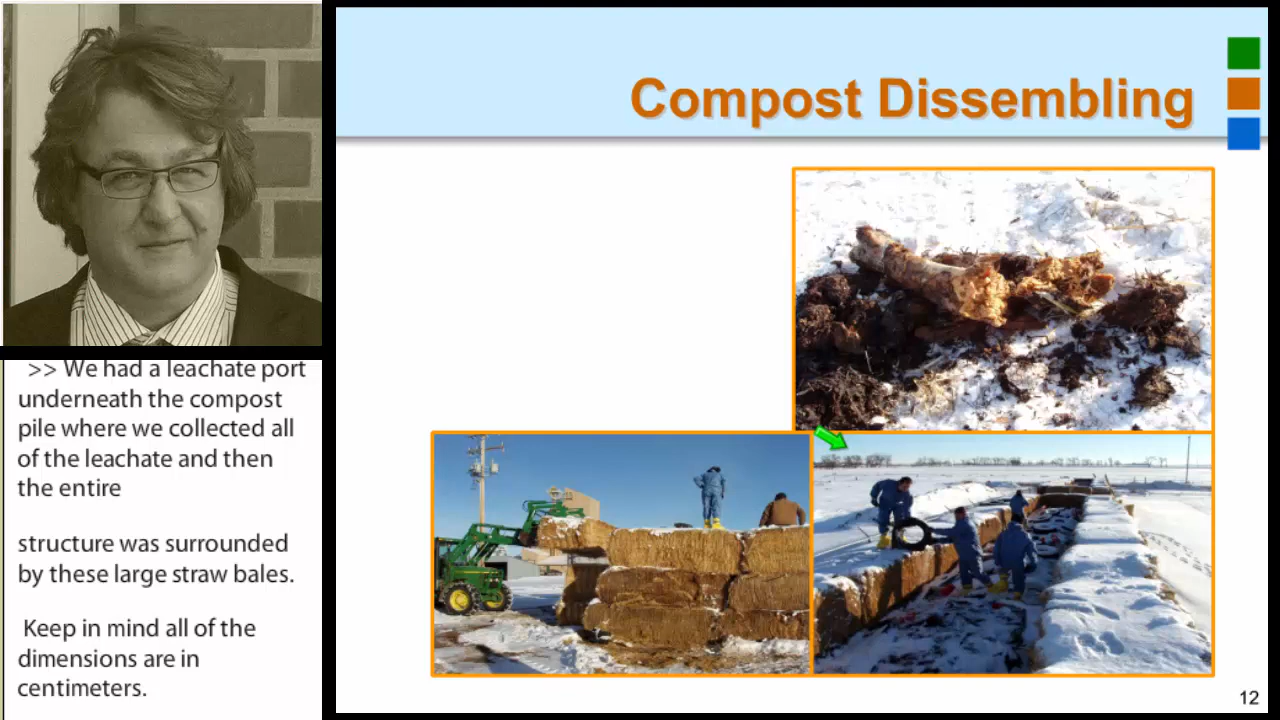 Compost Dissembling
>> We had a leachate port
underneath the compost
pile where we collected all
of the leachate and then
the entire
structure was surrounded
by these large straw bales.
Keep in mind all of the
dimensions are in
centimeters.
12